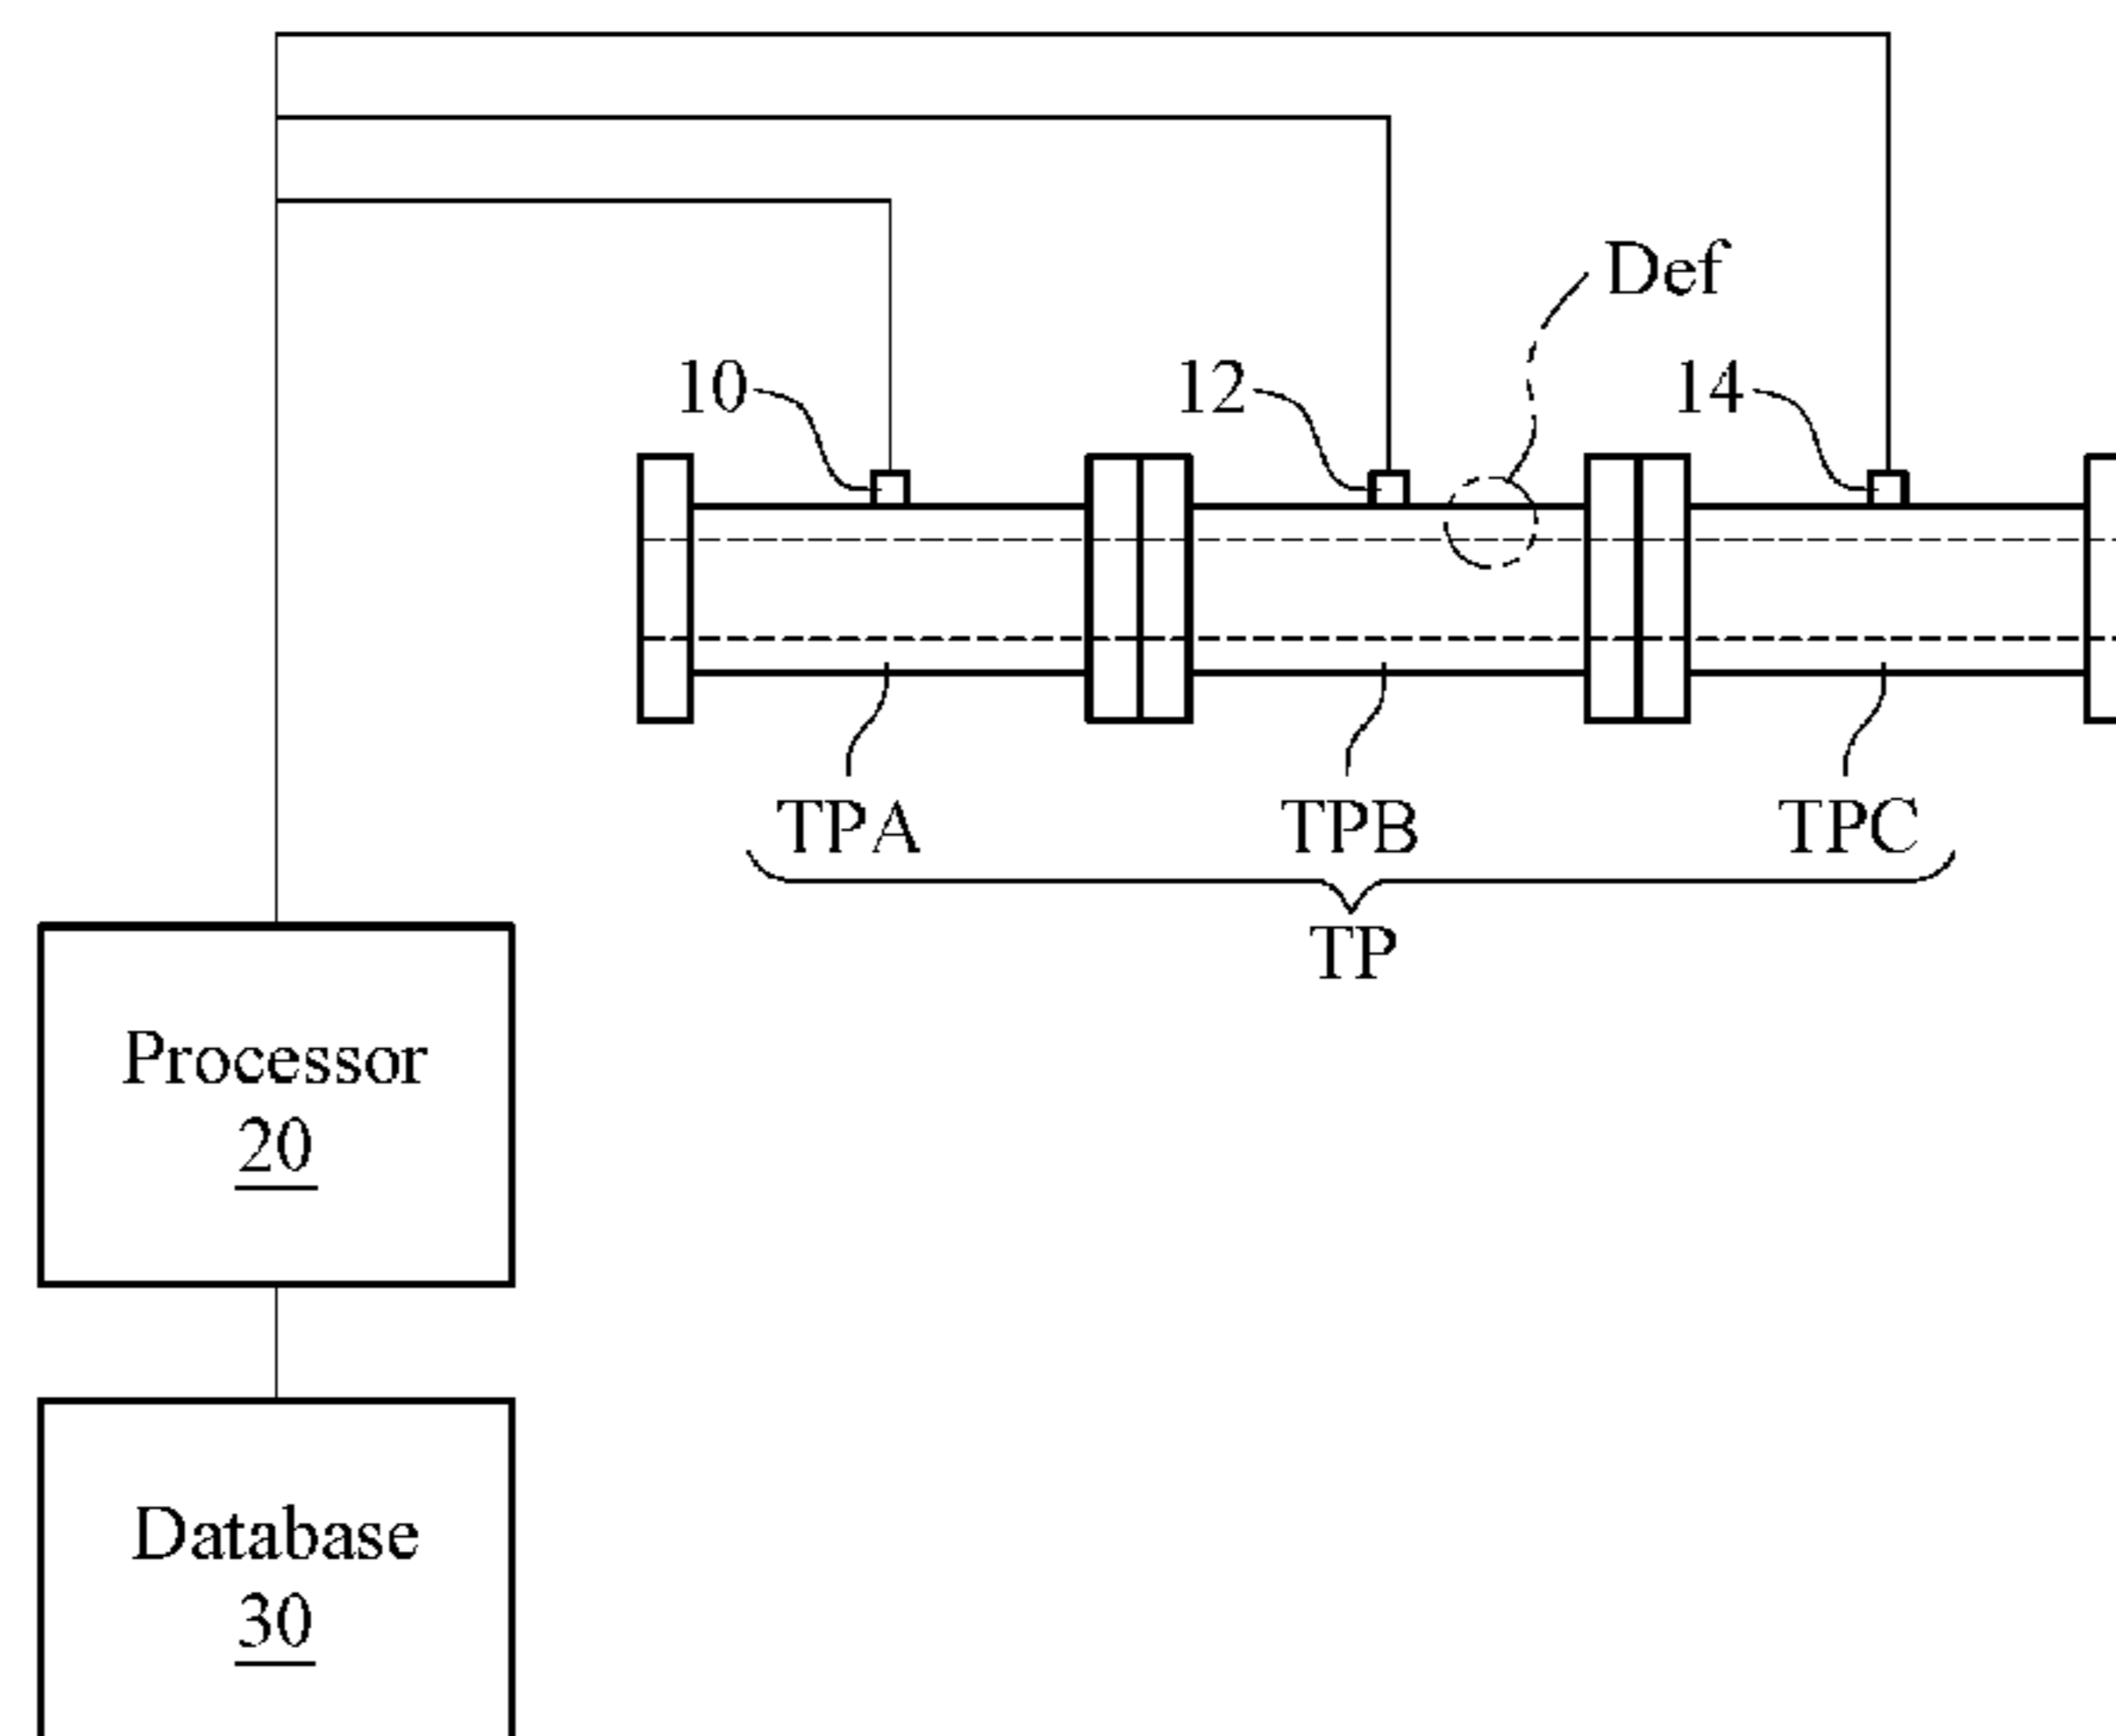 Def
10
12
14
TPA
TPB
TPC
TP
Processor
20
Database
30